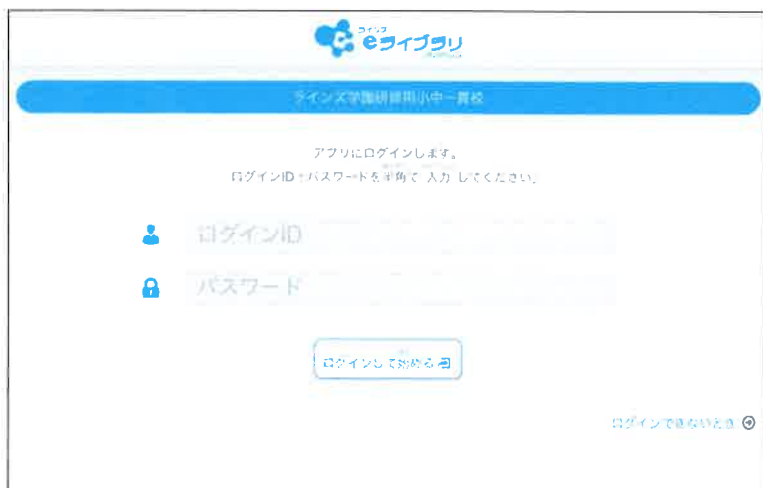 ラインズ
eライブラリ
ラインズ学園研修用小中一貫校
アプリにログインします。
ログインID・パスワードを半角で 入力 してください。
ログインID
パスワード
ログインして始める
ログインできないとき